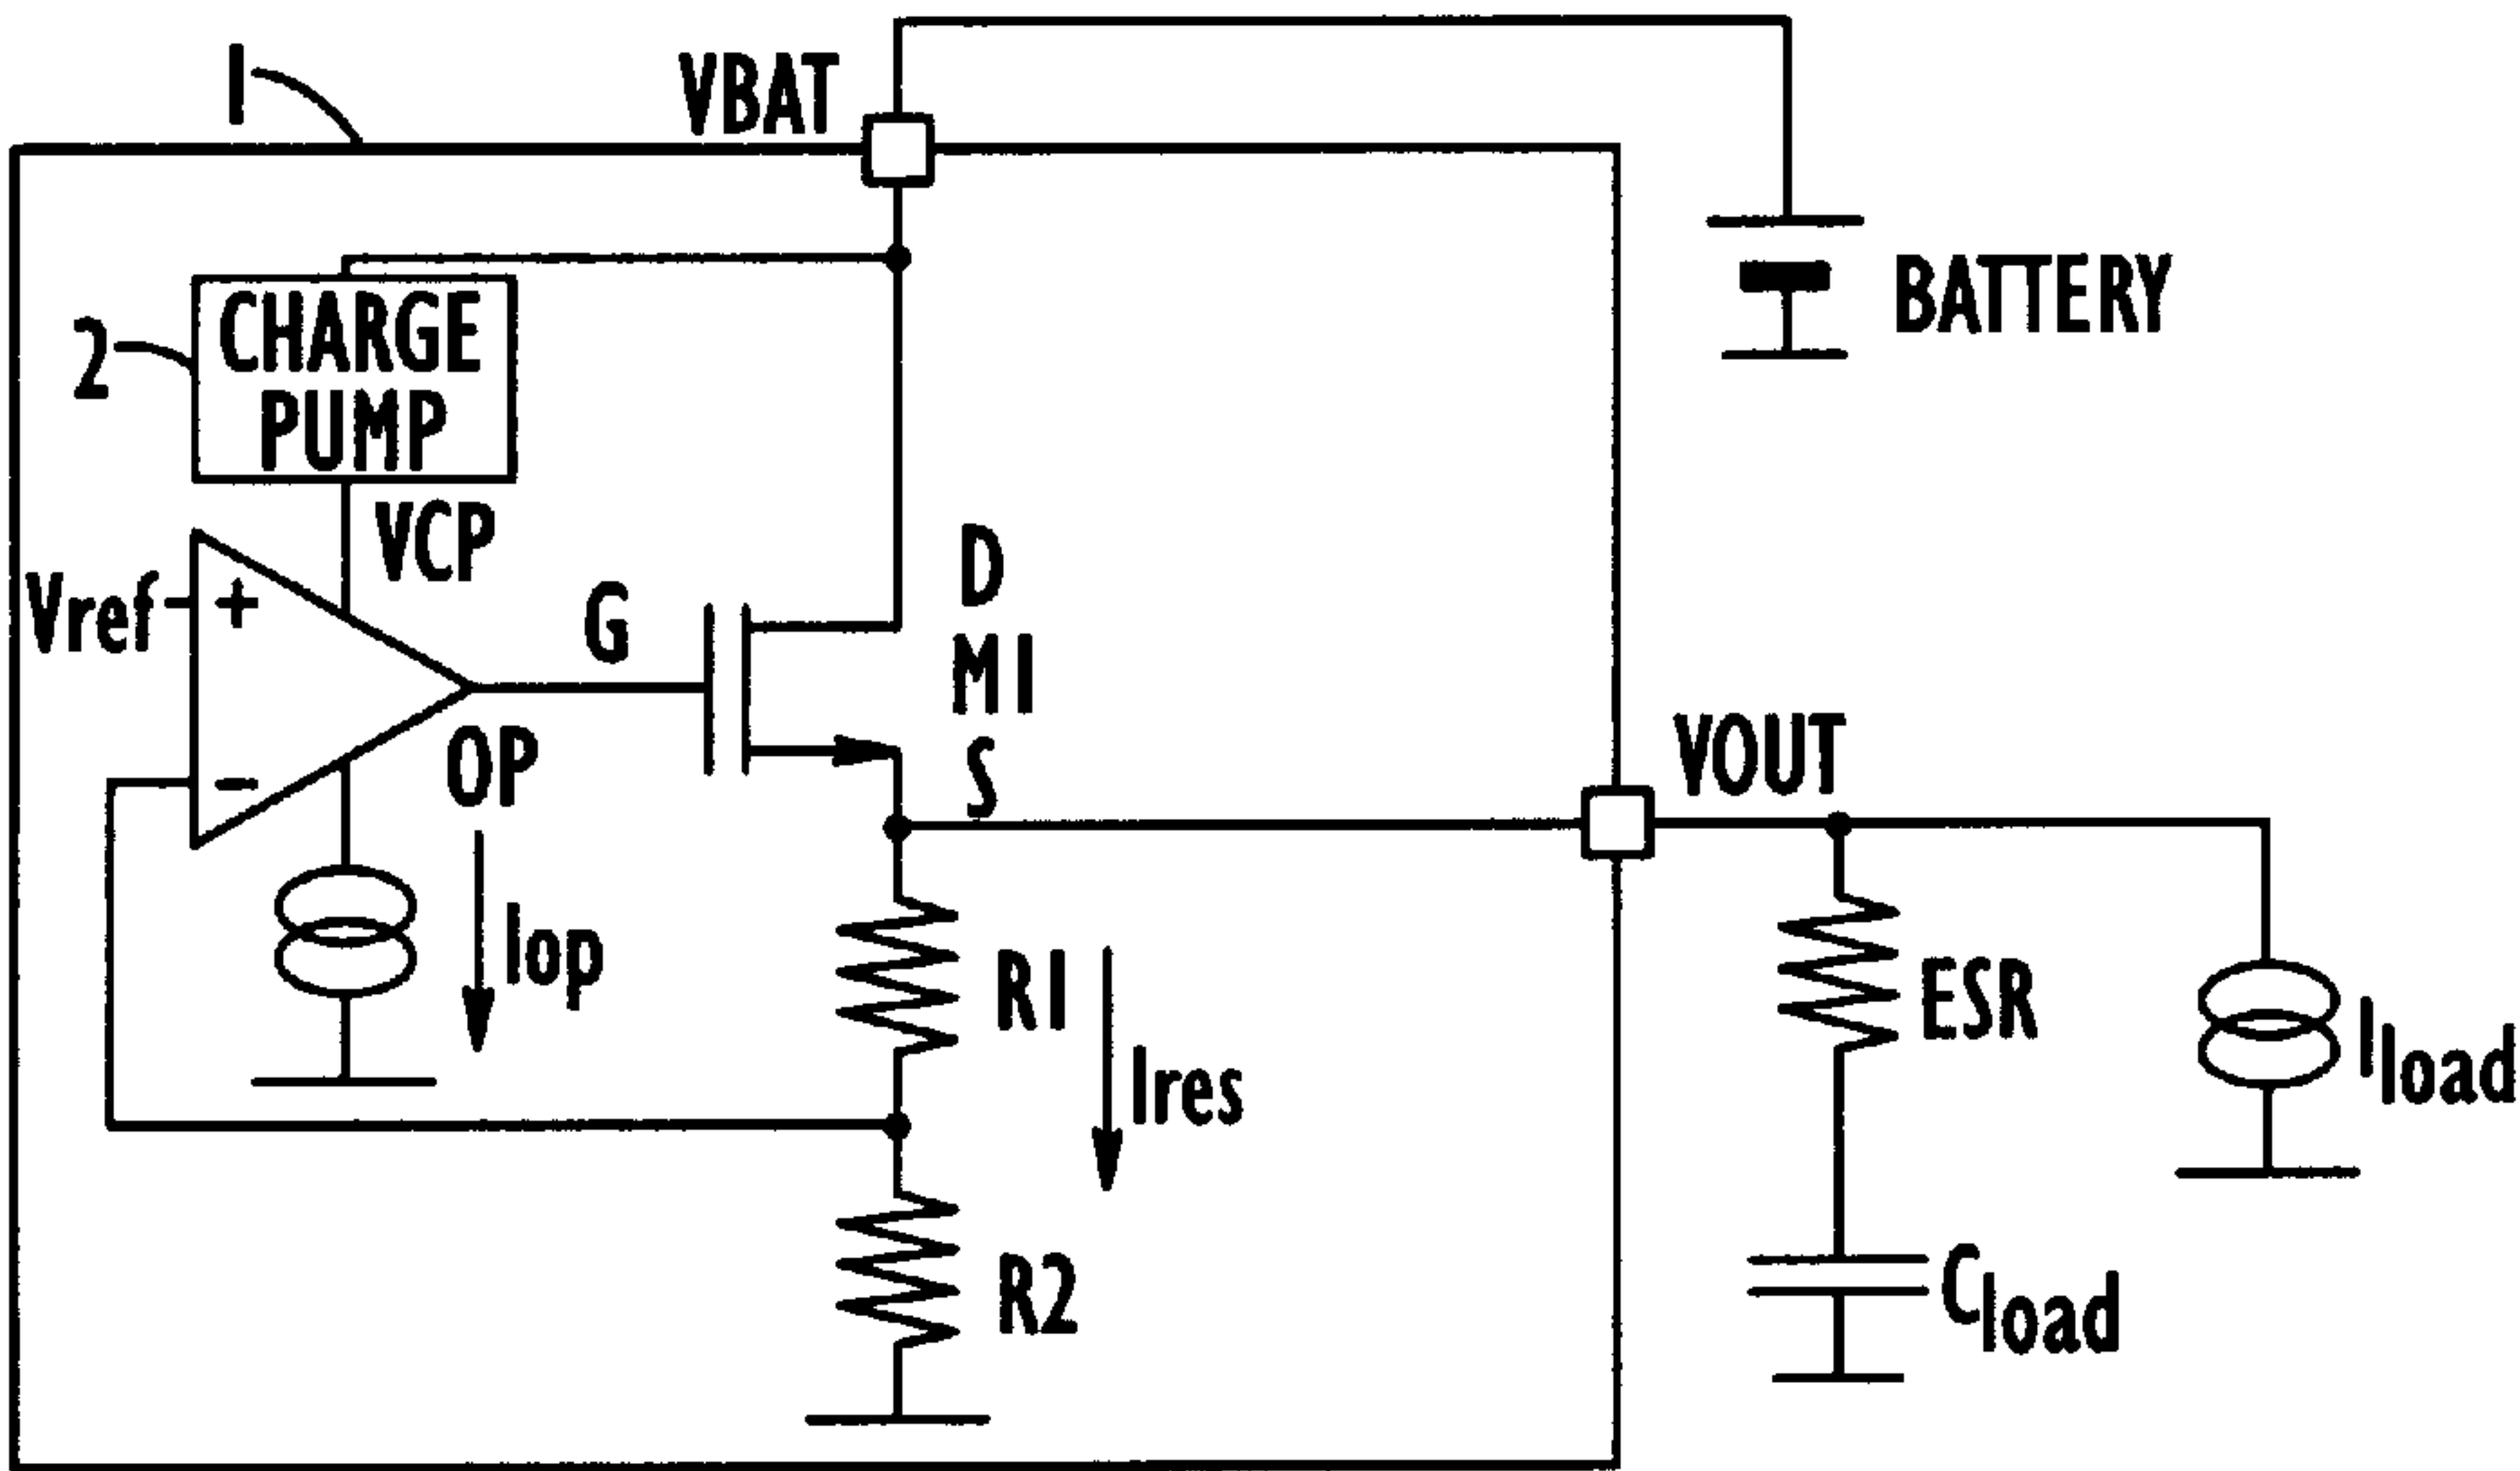 1
VBAT
BATTERY
2
CHARGE
PUMP
VCP
Vref
+
-
OP
G
D
M1
S
VOUT
Iop
R1
Ires
R2
ESR
Iload
Cload